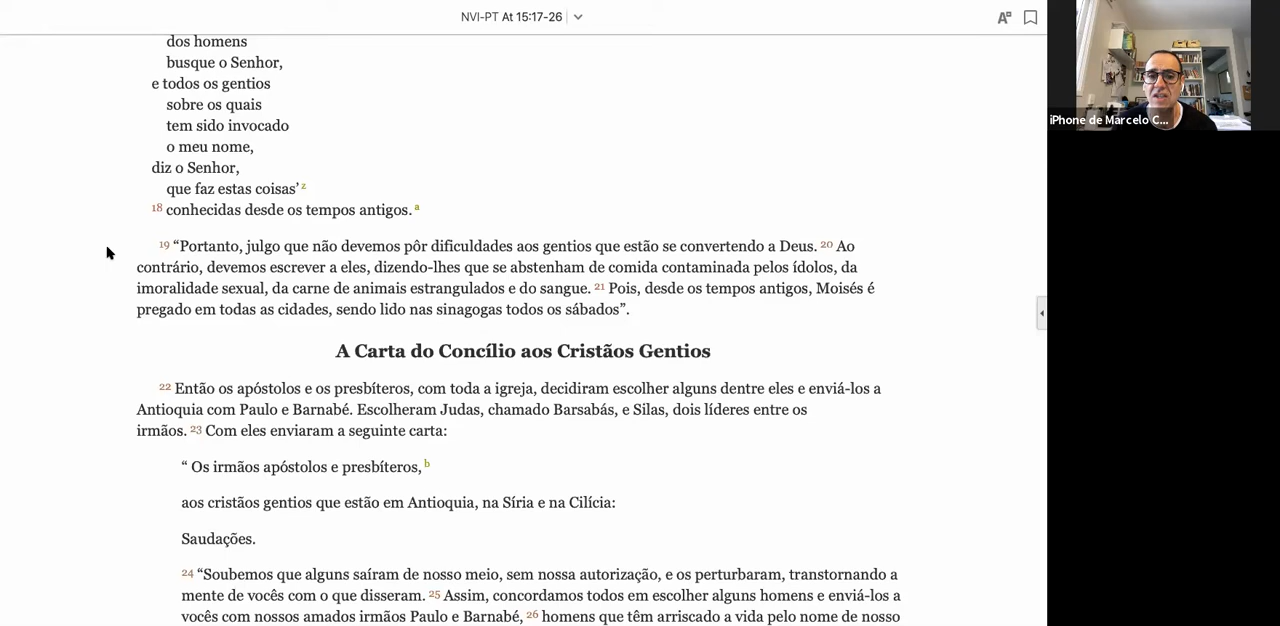 NVI-PT At 15:17-26
dos homens
busque o Senhor,
e todos os gentios
sobre os quais
tem sido invocado
o meu nome,
diz o Senhor,
que faz estas coisas’ z
18 conhecidas desde os tempos antigos. a
19 “Portanto, julgo que não devemos pôr dificuldades aos gentios que estão se convertendo a Deus. 20 Ao
contrário, devemos escrever a eles, dizendo-lhes que se abstenham de comida contaminada pelos ídolos, da
imoralidade sexual, da carne de animais estrangulados e do sangue. 21 Pois, desde os tempos antigos, Moisés é
pregado em todas as cidades, sendo lido nas sinagogas todos os sábados”.
A Carta do Concílio aos Cristãos Gentios
22 Então os apóstolos e os presbíteros, com toda a igreja, decidiram escolher alguns dentre eles e enviá-los a
Antioquia com Paulo e Barnabé. Escolheram Judas, chamado Barsabás, e Silas, dois líderes entre os
irmãos. 23 Com eles enviaram a seguinte carta:
“ Os irmãos apóstolos e presbíteros, b
aos cristãos gentios que estão em Antioquia, na Síria e na Cilícia:
Saudações.
24 “Soubemos que alguns saíram de nosso meio, sem nossa autorização, e os perturbaram, transtornando a
mente de vocês com o que disseram. 25 Assim, concordamos todos em escolher alguns homens e enviá-los a
vocês com nossos amados irmãos Paulo e Barnabé, 26 homens que têm arriscado a vida pelo nome de nosso
iPhone de Marcelo C...